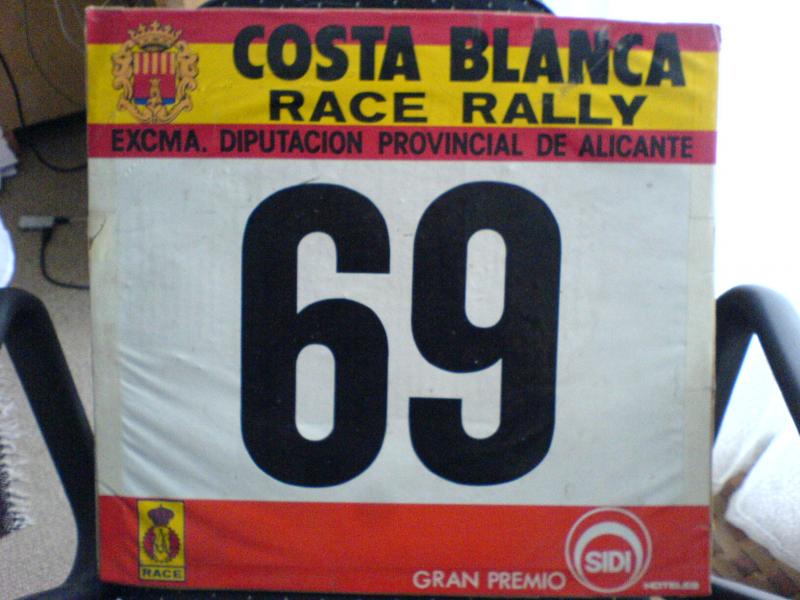 COSTA BLANCA
RACE RALLY
EXCMA. DIPUTACION PROVINCIAL DE ALICANTE
69
RACE
GRAN PREMIO
SIDI
HOTELES